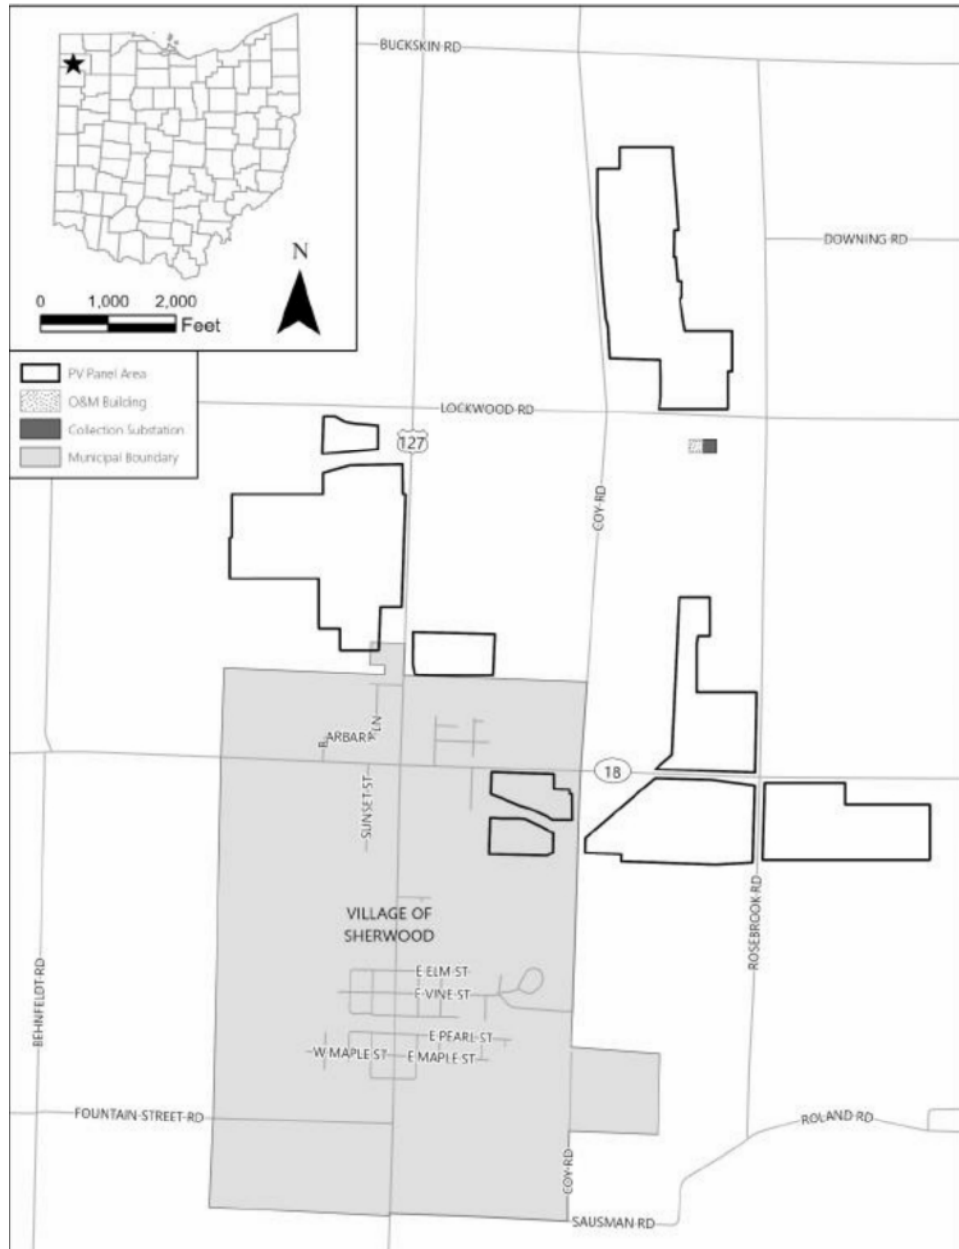 BUCKSKIN RD
DOWNING RD
N
0 1,000 2,000
Feet
PV Panel Area
O&M Building
Collection Substation
Municipal Boundary
LOCKWOOD RD
127
COY RD
BARBARA LN
18
SUNSET ST
VILLAGE OF
SHERWOOD
ROSEBROOK RD
BEHNFELDT RD
E ELM ST
E VINE ST
E PEARL ST
W MAPLE ST
E MAPLE ST
FOUNTAIN STREET RD
ROLAND RD
COY RD
SAUSMAN RD